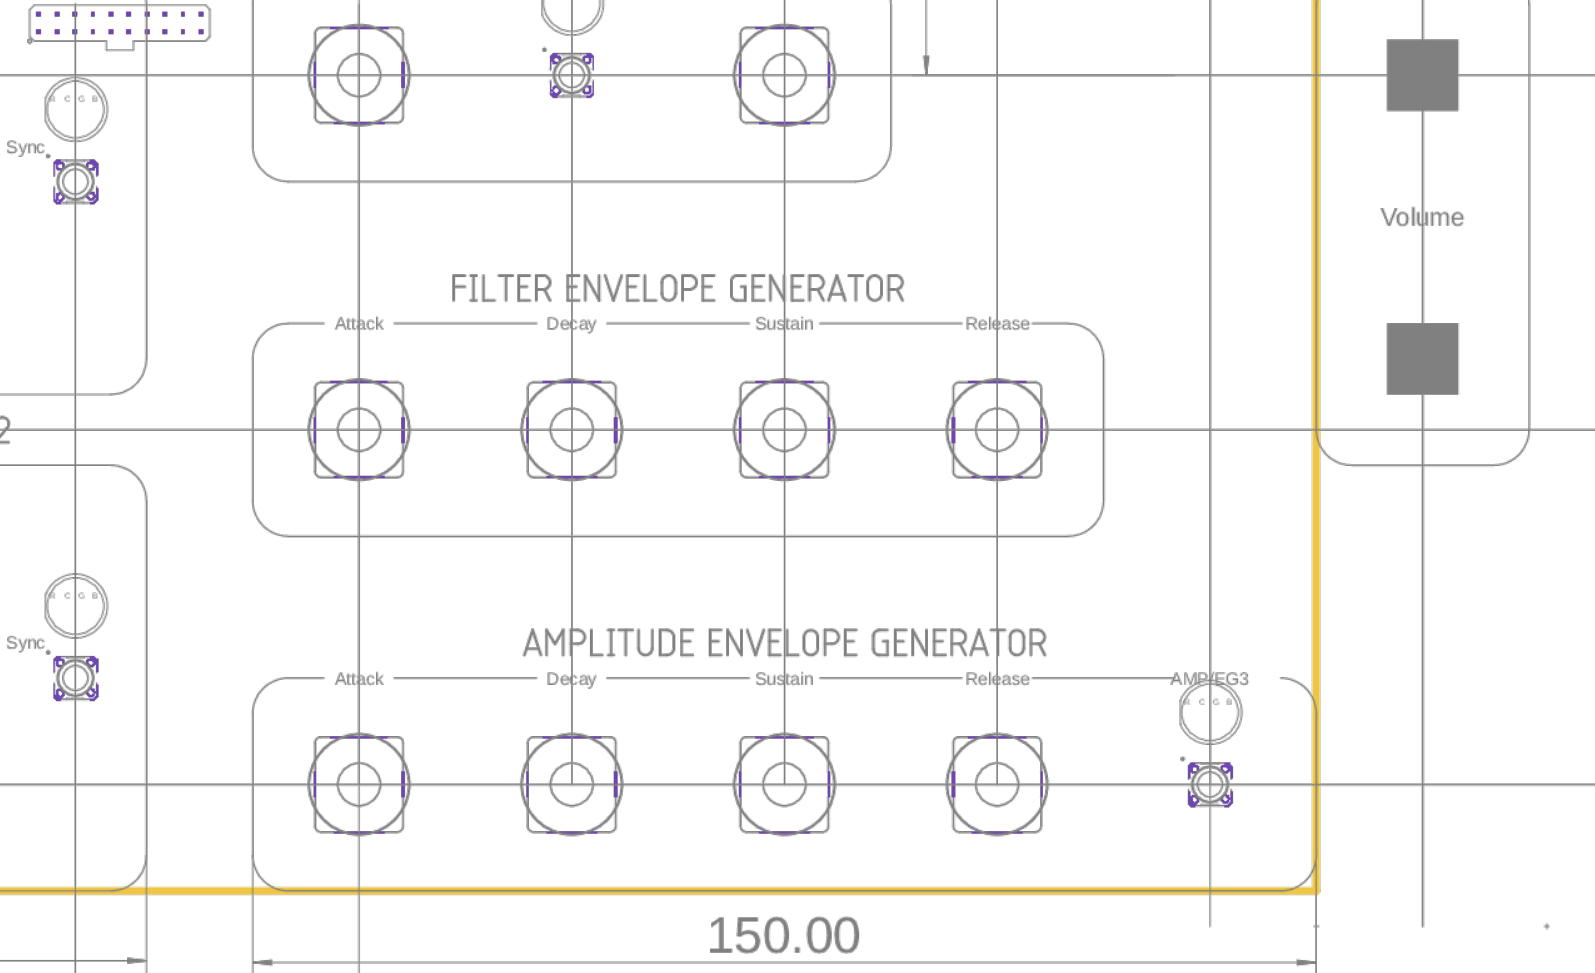 R C G B
Sync
Volume
FILTER ENVELOPE GENERATOR
Attack Decay Sustain Release
2
R C G B
Sync
AMPLITUDE ENVELOPE GENERATOR
Attack Decay Sustain Release AMP/EG3
R C G B
150.00